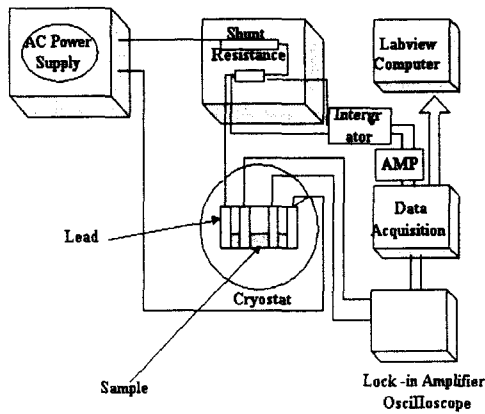 AC Power
Supply
Shunt
Resistance
Labview
Computer
Intergr
ator
AMP
Data
Acquisition
Lead
Cryostat
Sample
Lock -in Amplifier
Oscilloscope